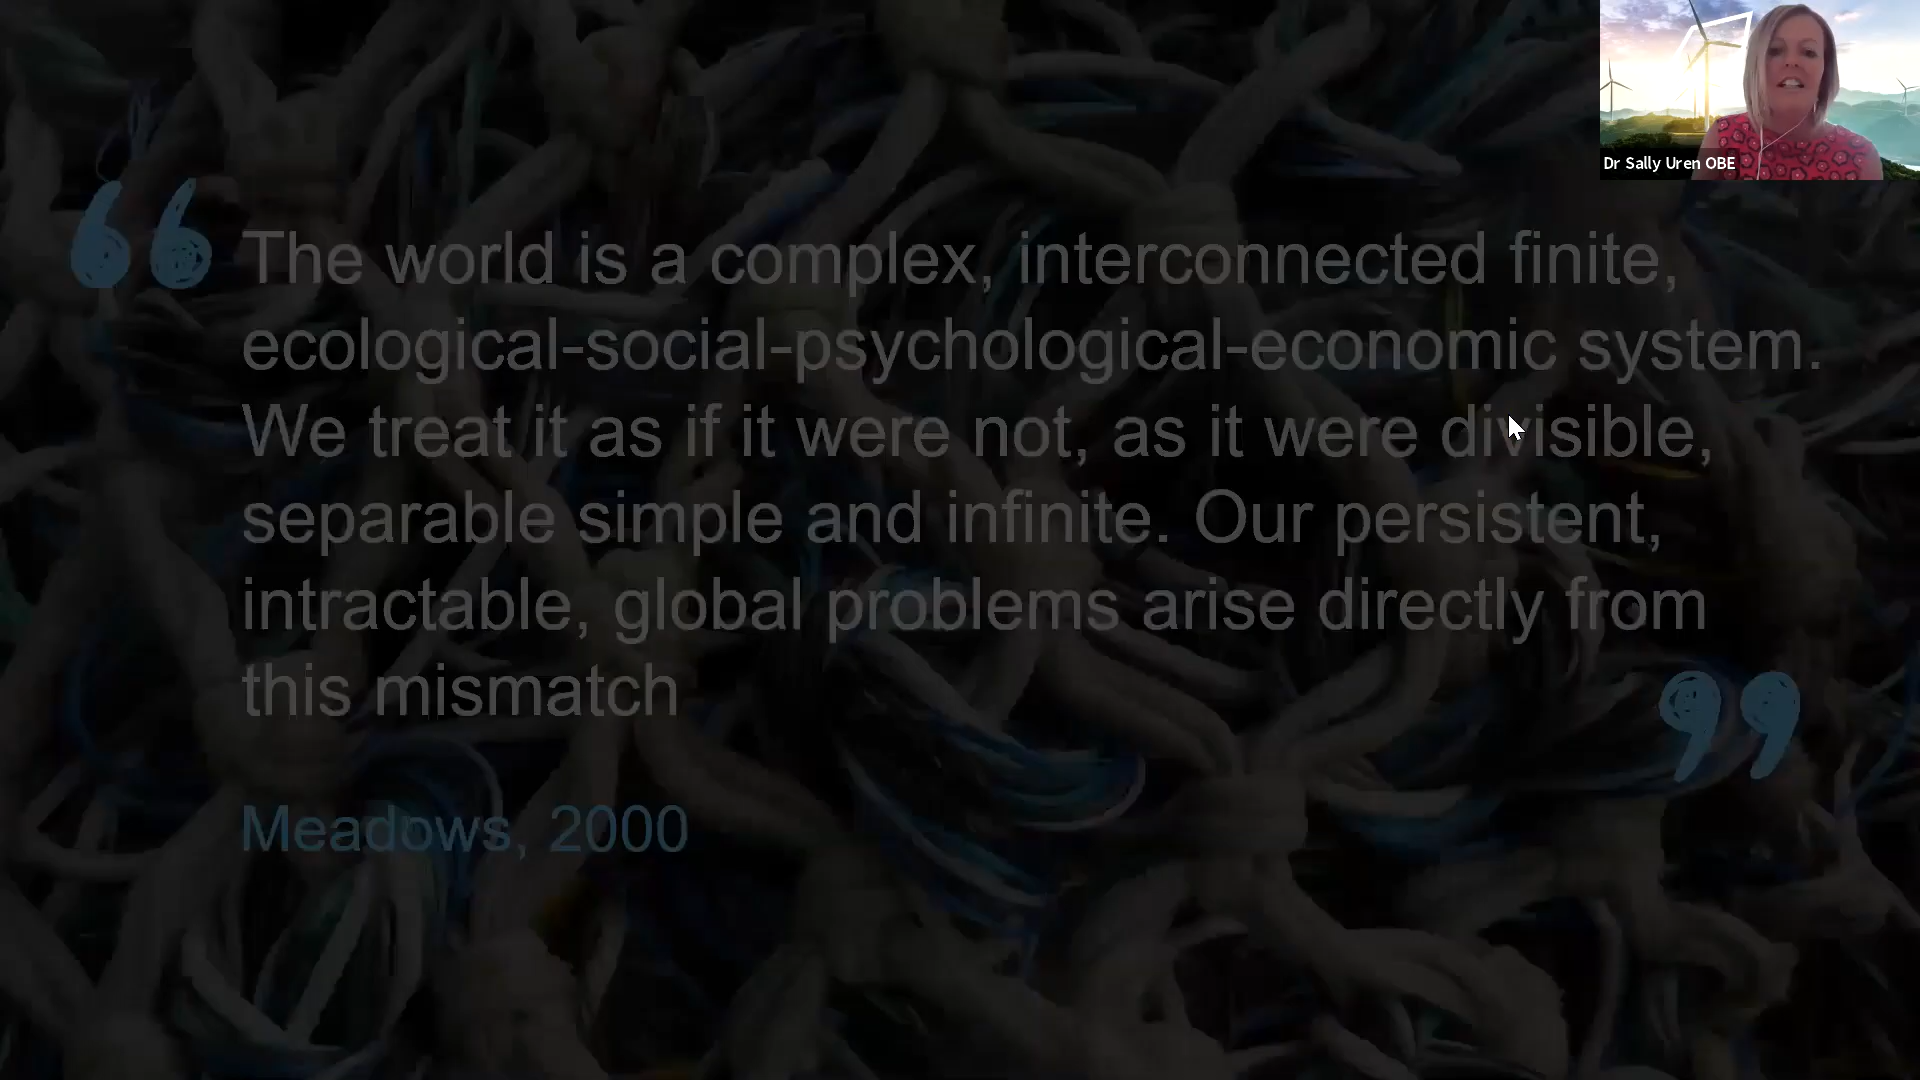 Dr Sally Uren OBE
“ The world is a complex, interconnected finite,
ecological-social-psychological-economic system.
We treat it as if it were not, as it were divisible,
separable simple and infinite. Our persistent,
intractable, global problems arise directly from
this mismatch ”
Meadows, 2000